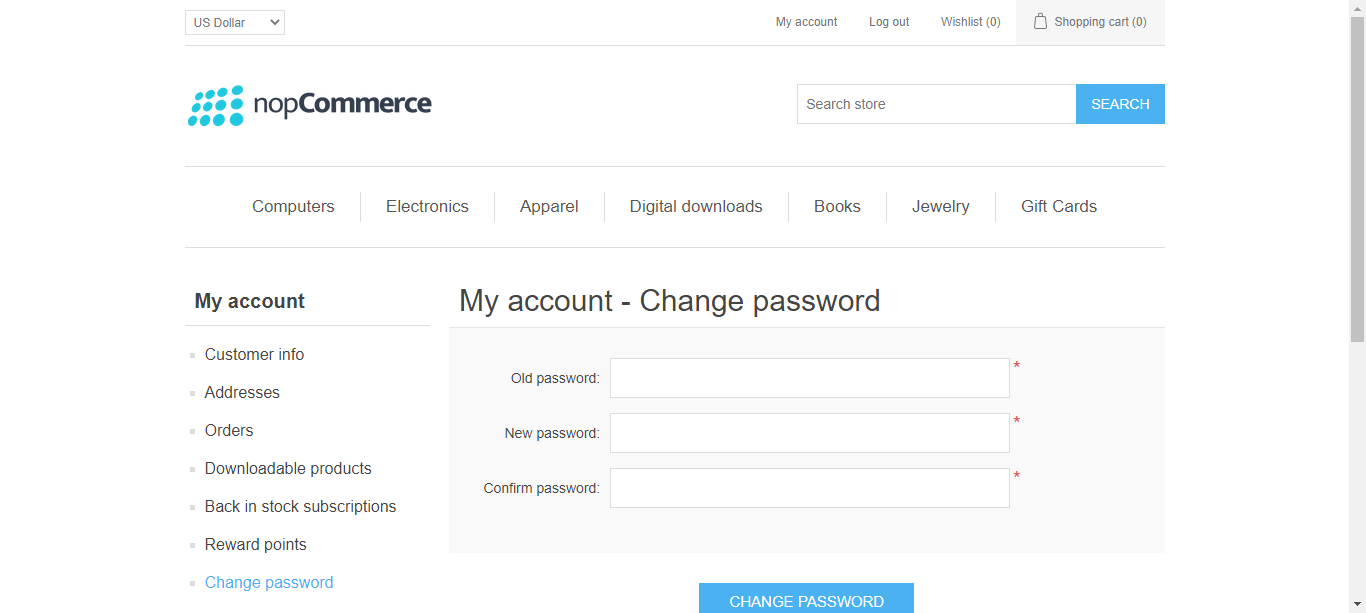 US Dollar My account Log out Wishlist (0) Shopping cart (0)
nopCommerce Search store SEARCH
Computers Electronics Apparel Digital downloads Books Jewelry Gift Cards
My account
Customer info
Addresses
Orders
Downloadable products
Back in stock subscriptions
Reward points
Change password
My account - Change password
Old password: *
New password: *
Confirm password: *
CHANGE PASSWORD